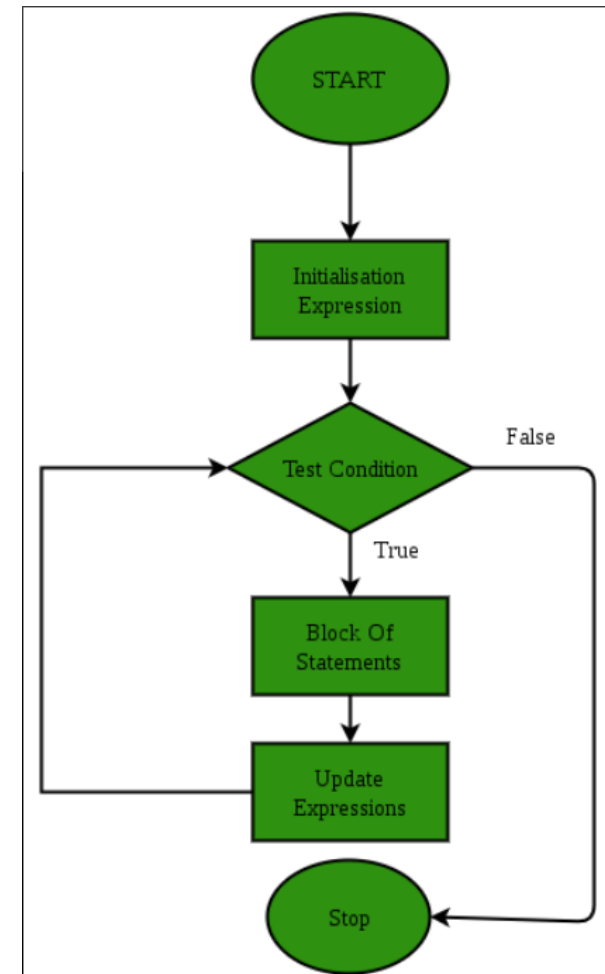 START
Initialisation
Expression
Test Condition
False
True
Block Of
Statements
Update
Expressions
Stop